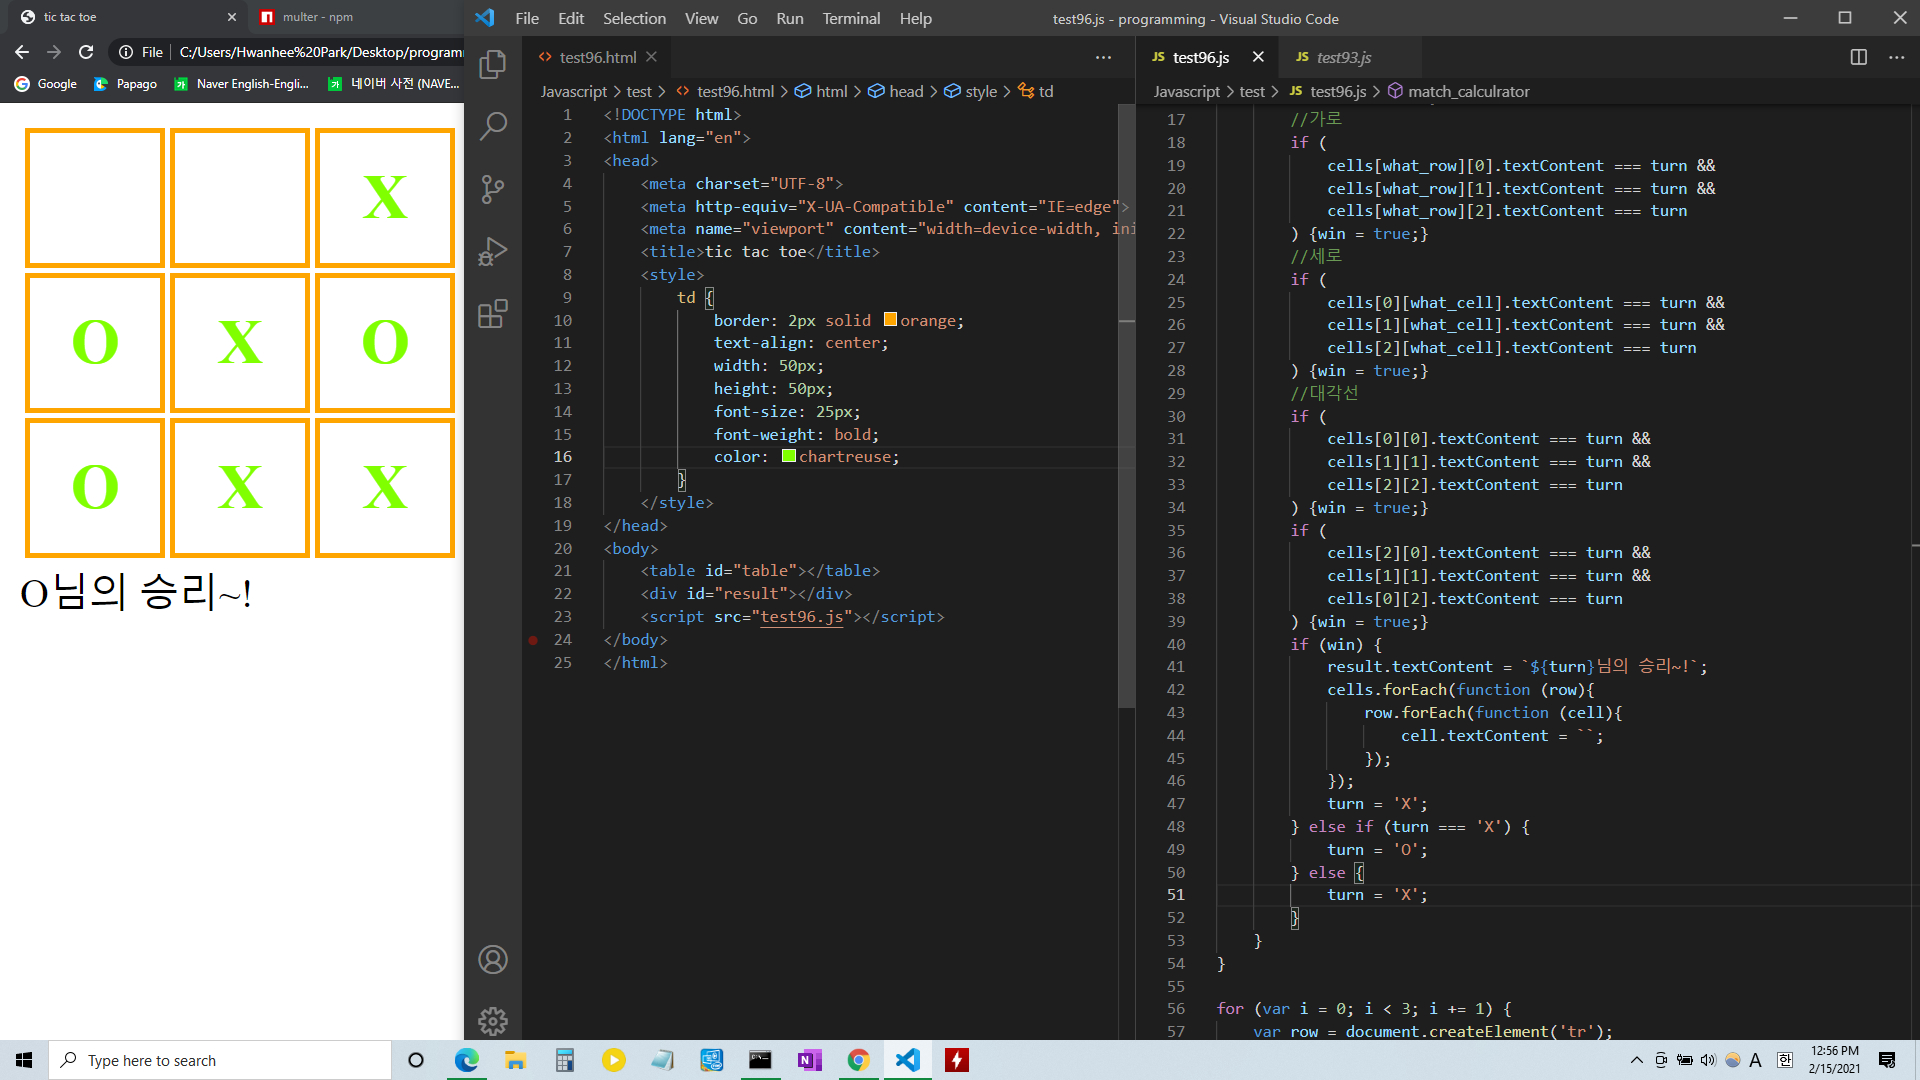 tic tac toe
multer - npm
File Edit Selection View Go Run Terminal Help
test96.js - programming - Visual Studio Code
File C:/Users/Hwanhee%20Park/Desktop/programm
Google Papago Naver English-Engli... 네이버 사전 (NAVE...
X
O X O
O X X
O님의 승리~!
test96.html
Javascript > test > test96.html > html > head > style > td
1 <!DOCTYPE html>
2 <html lang="en">
3 <head>
4 <meta charset="UTF-8">
5 <meta http-equiv="X-UA-Compatible" content="IE=edge">
6 <meta name="viewport" content="width=device-width, ini
7 <title>tic tac toe</title>
8 <style>
9 td {
10 border: 2px solid orange;
11 text-align: center;
12 width: 50px;
13 height: 50px;
14 font-size: 25px;
15 font-weight: bold;
16 color: chartreuse;
17 }
18 </style>
19 </head>
20 <body>
21 <table id="table"></table>
22 <div id="result"></div>
23 <script src="test96.js"></script>
24 </body>
25 </html>
JS test96.js JS test93.js
Javascript > test > JS test96.js > match_calculrator
17 //가로
18 if (
19 cells[what_row][0].textContent === turn &&
20 cells[what_row][1].textContent === turn &&
21 cells[what_row][2].textContent === turn
22 ) {win = true;}
23 //세로
24 if (
25 cells[0][what_cell].textContent === turn &&
26 cells[1][what_cell].textContent === turn &&
27 cells[2][what_cell].textContent === turn
28 ) {win = true;}
29 //대각선
30 if (
31 cells[0][0].textContent === turn &&
32 cells[1][1].textContent === turn &&
33 cells[2][2].textContent === turn
34 ) {win = true;}
35 if (
36 cells[2][0].textContent === turn &&
37 cells[1][1].textContent === turn &&
38 cells[0][2].textContent === turn
39 ) {win = true;}
40 if (win) {
41 result.textContent = `${turn}님의 승리~!`;
42 cells.forEach(function (row){
43 row.forEach(function (cell){
44 cell.textContent = ``;
45 });
46 });
47 turn = 'X';
48 } else if (turn === 'X') {
49 turn = 'O';
50 } else {
51 turn = 'X';
52 }
53 }
54 }
55
56 for (var i = 0; i < 3; i += 1) {
57 var row = document.createElement('tr');
Type here to search
A 한 12:56 PM
2/15/2021